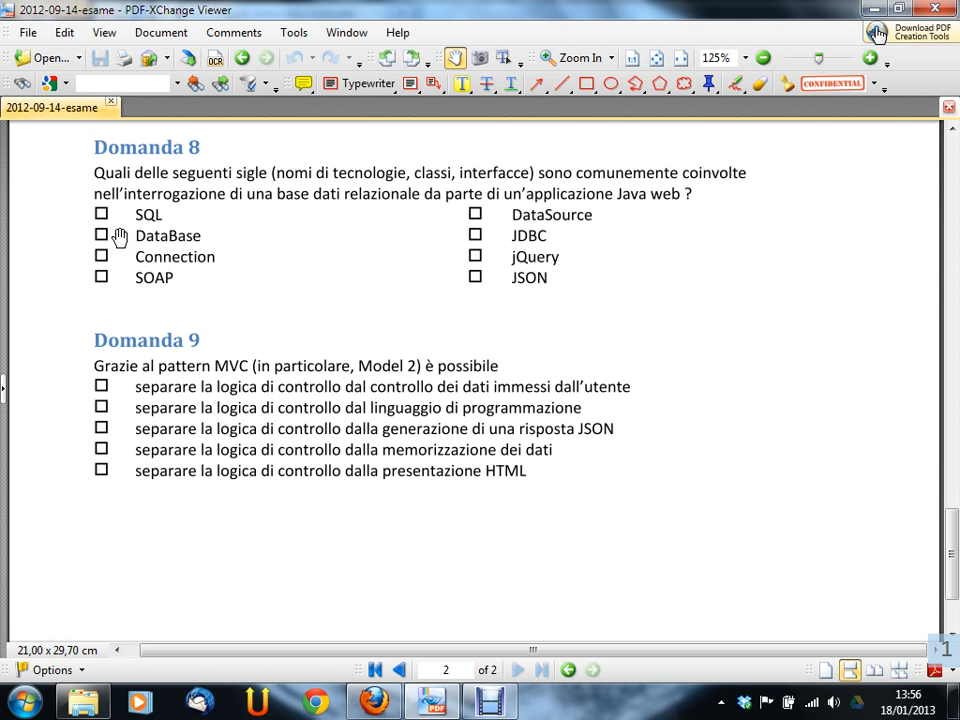 2012-09-14-esame - PDF-XChange Viewer
File Edit View Document Comments Tools Window Help
Download PDF
Creation Tools
Open... OCR Zoom In 1:1 125%
Typewriter T T T CONFIDENTIAL
2012-09-14-esame
Domanda 8
Quali delle seguenti sigle (nomi di tecnologie, classi, interfacce) sono comunemente coinvolte
nell'interrogazione di una base dati relazionale da parte di un'applicazione Java web ?
SQL DataSource
DataBase JDBC
Connection jQuery
SOAP JSON
Domanda 9
Grazie al pattern MVC (in particolare, Model 2) è possibile
separare la logica di controllo dal controllo dei dati immessi dall'utente
separare la logica di controllo dal linguaggio di programmazione
separare la logica di controllo dalla generazione di una risposta JSON
separare la logica di controllo dalla memorizzazione dei dati
separare la logica di controllo dalla presentazione HTML
21,00 x 29,70 cm 1
Options 2 of 2
PDF 13:56
18/01/2013